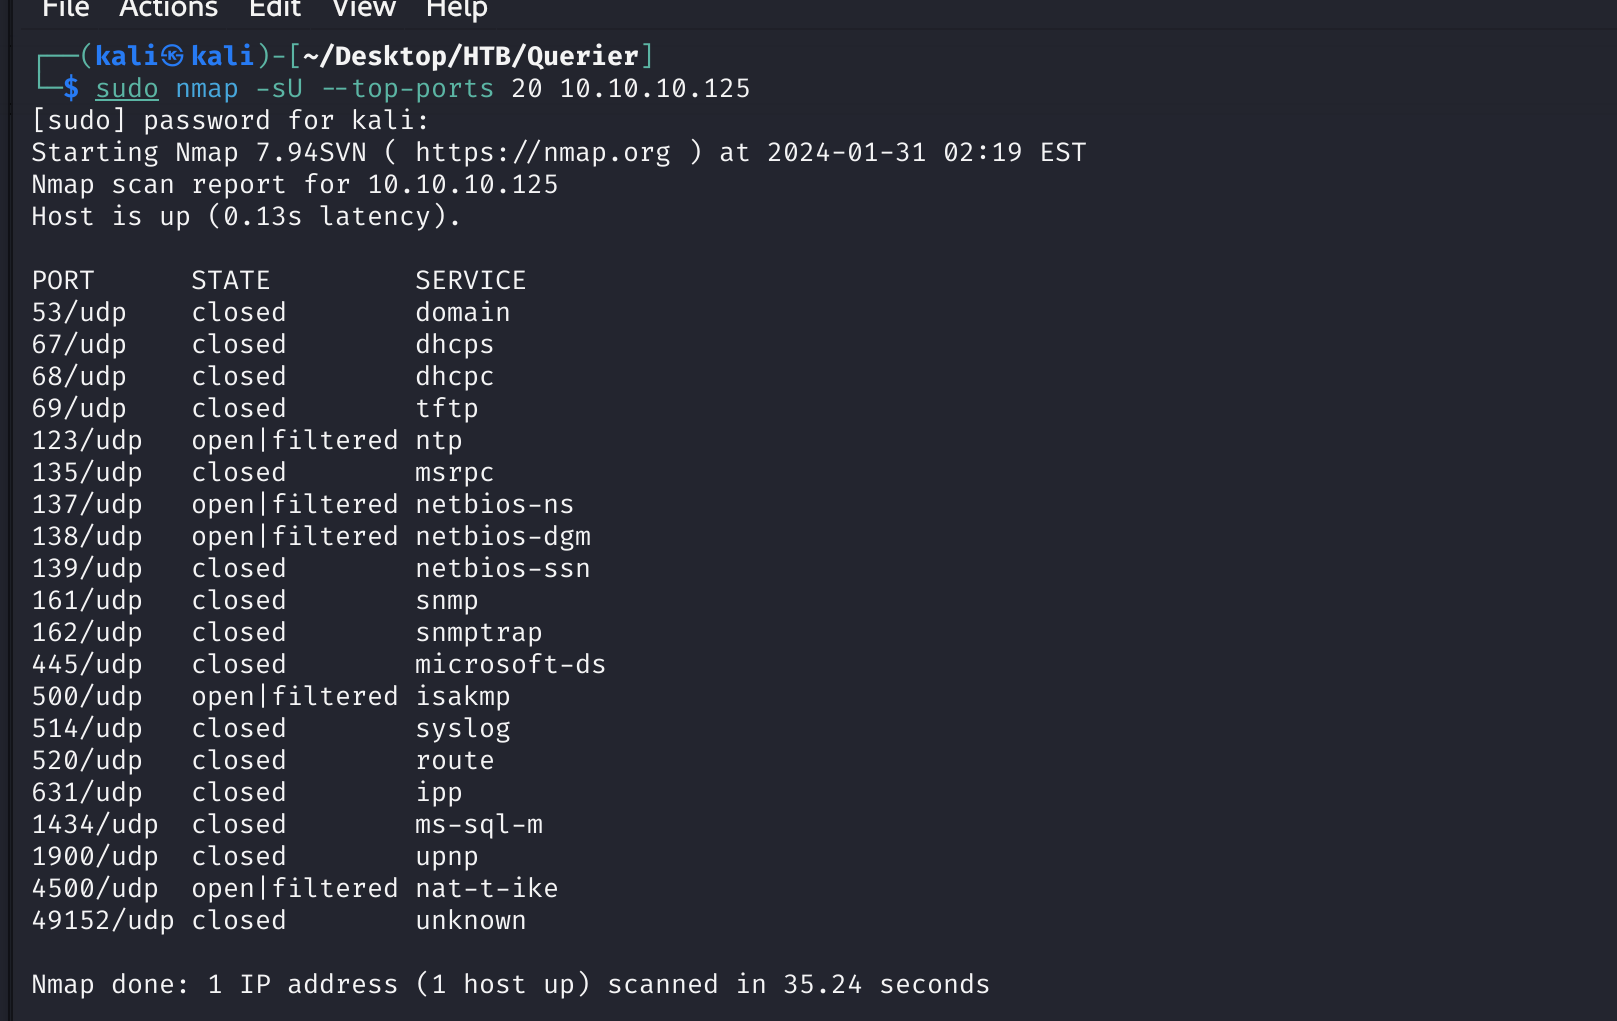 File Actions Edit View Help
┌──(kali㉿kali)-[~/Desktop/HTB/Querier]
└─$ sudo nmap -sU --top-ports 20 10.10.10.125
[sudo] password for kali:
Starting Nmap 7.94SVN ( https://nmap.org ) at 2024-01-31 02:19 EST
Nmap scan report for 10.10.10.125
Host is up (0.13s latency).

PORT      STATE         SERVICE
53/udp    closed        domain
67/udp    closed        dhcps
68/udp    closed        dhcpc
69/udp    closed        tftp
123/udp   open|filtered ntp
135/udp   closed        msrpc
137/udp   open|filtered netbios-ns
138/udp   open|filtered netbios-dgm
139/udp   closed        netbios-ssn
161/udp   closed        snmp
162/udp   closed        snmptrap
445/udp   closed        microsoft-ds
500/udp   open|filtered isakmp
514/udp   closed        syslog
520/udp   closed        route
631/udp   closed        ipp
1434/udp  closed        ms-sql-m
1900/udp  closed        upnp
4500/udp  open|filtered nat-t-ike
49152/udp closed        unknown

Nmap done: 1 IP address (1 host up) scanned in 35.24 seconds